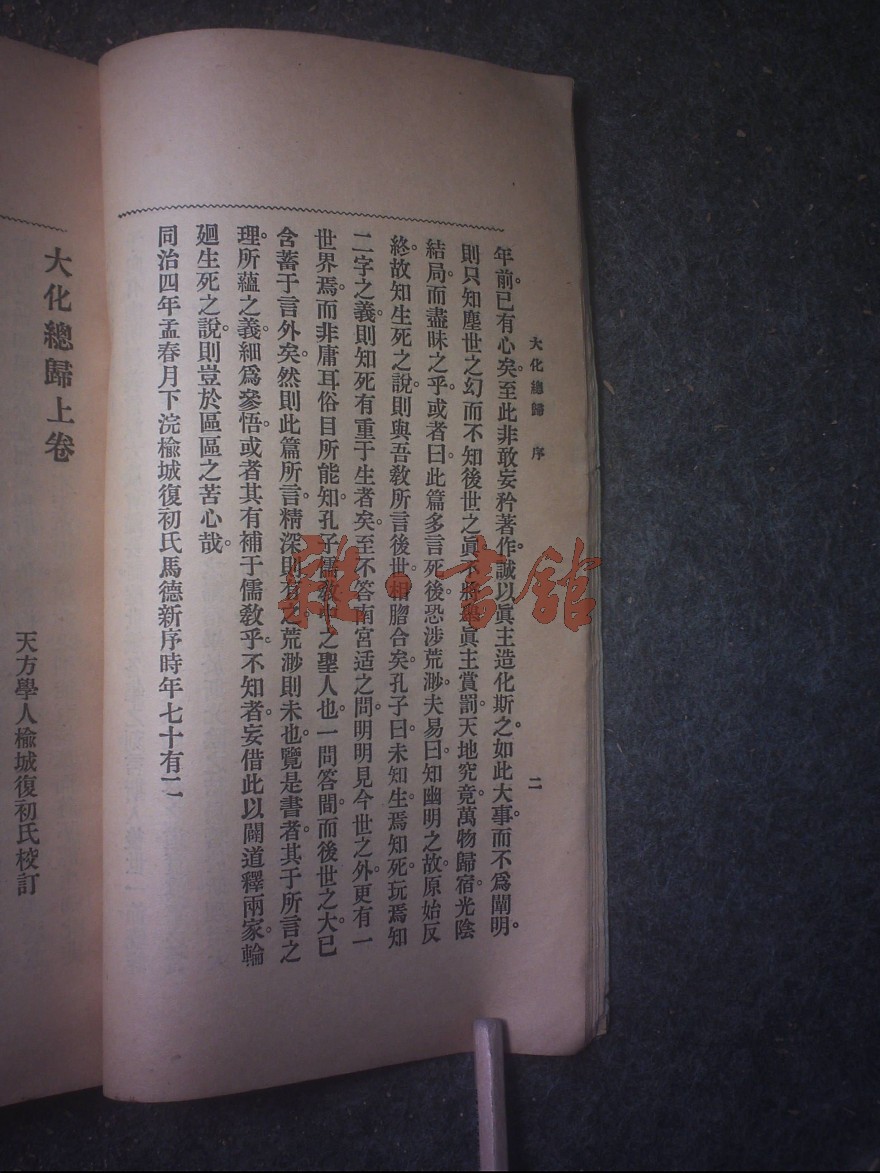 大化總歸　序　二
年前已有心矣。至此非敢妄矜著作。誠以眞主造化斯之如此大事。而不爲闡明。
則只知塵世之幻而不知後世之眞。不將舉眞主賞罰。天地究竟。萬物歸宿。光陰
結局。而盡昧之乎。或者曰。此篇多言死後。恐涉荒渺。夫易曰。知幽明之故。原始反
終。故知生死之說。則與吾教所言後世相脗合矣。孔子曰。未知生。焉知死。玩焉知
二字之義。則知死有重于生者矣。至不答南宮适之問。明明見今世之外。更有一
世界焉。而非庸耳俗目所能知。孔子儒教中之聖人也。一問答間。而後世之大。已
含蓄于言外矣。然則此篇所言。精深則有之。荒渺則未也。覽是書者。其于所言之
理。所蘊之義。細爲參悟。或者其有補于儒教乎。不知者。妄借此以闢道釋兩家。輪
廻生死之說。則豈於區區之苦心哉。
同治四年孟春月下浣楡城復初氏馬德新序時年七十有二
大化總歸上卷
天方學人楡城復初氏校訂
雜·書館